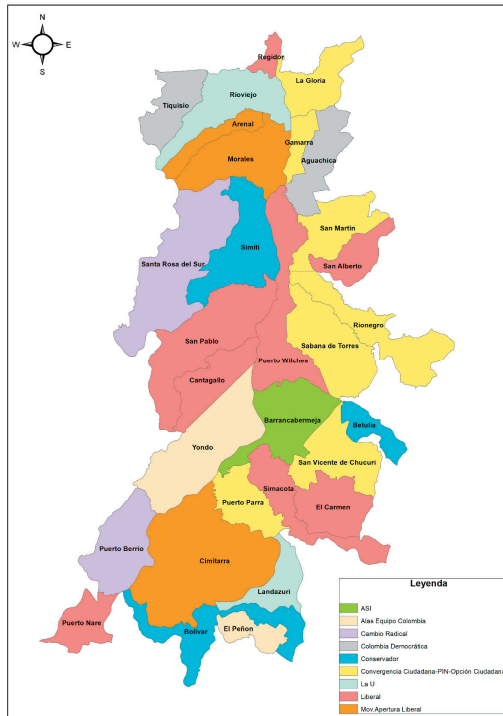 N
W E
S
Regidor
La Gloria
Tiquisio
Rioviejo
Arenal
Gamarra
Morales
Aguachica
San Martin
Simiti
Santa Rosa del Sur
San Alberto
Rionegro
San Pablo
Sabana de Torres
Puerto Wilches
Cantagallo
Barrancabermeja
Betulia
Yondo
San Vicente de Chucuri
Simacota
Puerto Parra
El Carmen
Puerto Berrio
Cimitarra
Landazuri
Puerto Nare
El Peñon
Bolivar
Leyenda
ASI
Alas Equipo Colombia
Cambio Radical
Colombia Democrática
Conservador
Convergencia Ciudadana-PIN-Opción Ciudadana
La U
Liberal
Mov.Apertura Liberal